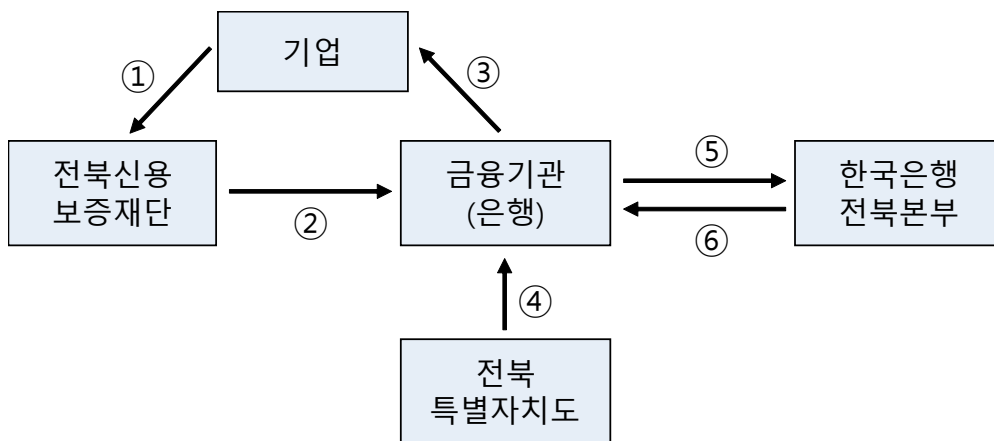 기업
①
③
전북신용
보증재단
②
금융기관
(은행)
⑤
⑥
한국은행
전북본부
④
전북
특별자치도